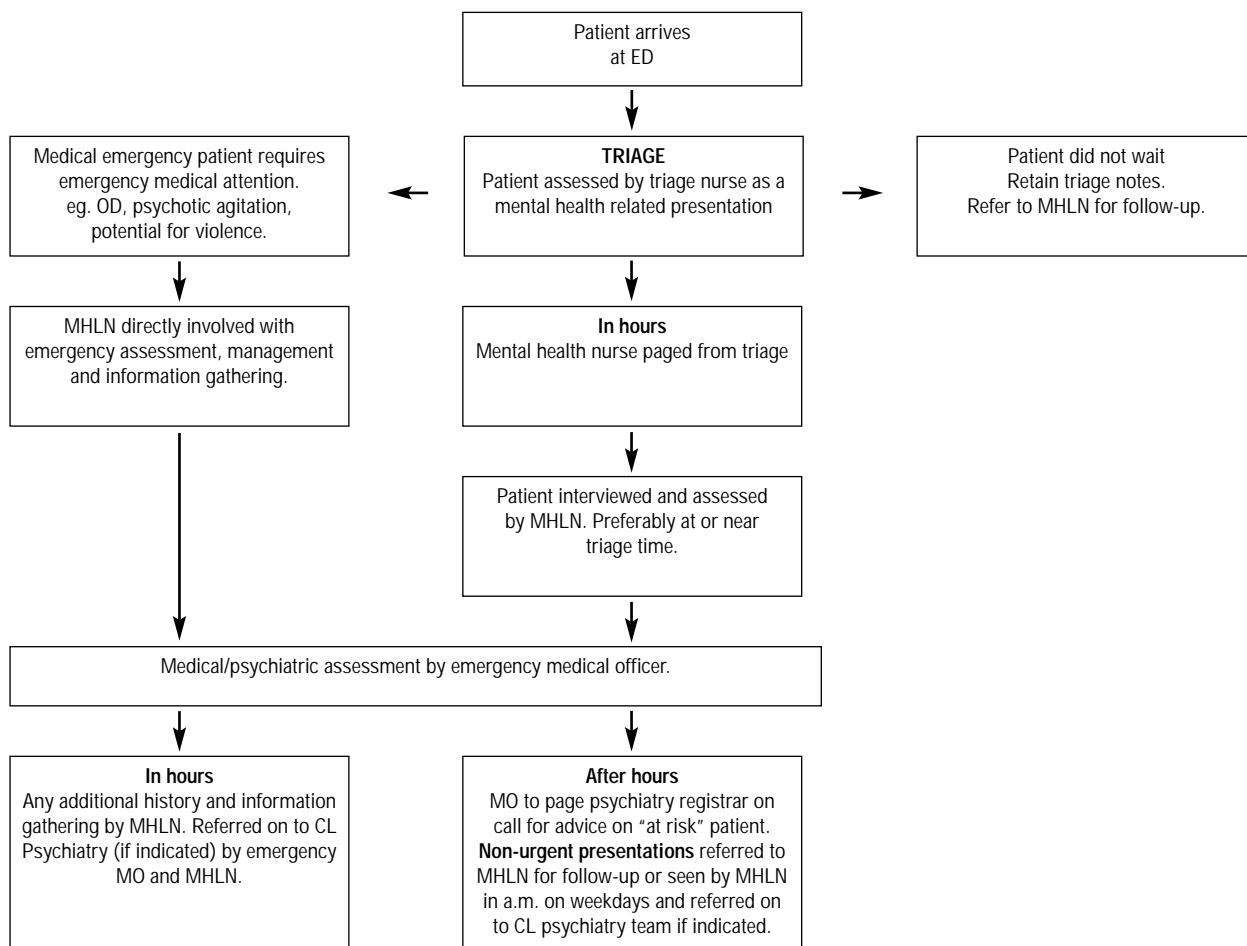 Patient arrives
at ED
Medical emergency patient requires
emergency medical attention.
eg. OD, psychotic agitation,
potential for violence.
TRIAGE
Patient assessed by triage nurse as a
mental health related presentation
Patient did not wait
Retain triage notes.
Refer to MHLN for follow-up.
MHLN directly involved with
emergency assessment, management
and information gathering.
In hours
Mental health nurse paged from triage
Patient interviewed and assessed
by MHLN. Preferably at or near
triage time.
Medical/psychiatric assessment by emergency medical officer.
In hours
Any additional history and information
gathering by MHLN. Referred on to CL
Psychiatry (if indicated) by emergency
MO and MHLN.
After hours
MO to page psychiatry registrar on
call for advice on “at risk” patient.
Non-urgent presentations referred to
MHLN for follow-up or seen by MHLN
in a.m. on weekdays and referred on
to CL psychiatry team if indicated.